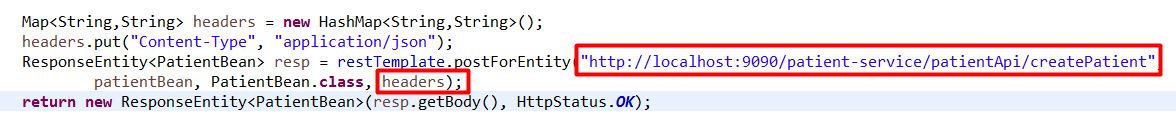 Map<String,String> headers = new HashMap<String,String>();
headers.put("Content-Type", "application/json");
ResponseEntity<PatientBean> resp = restTemplate.postForEntity("http://localhost:9090/patient-service/patientApi/createPatient",
patientBean, PatientBean.class, headers);
return new ResponseEntity<PatientBean>(resp.getBody(), HttpStatus.OK);